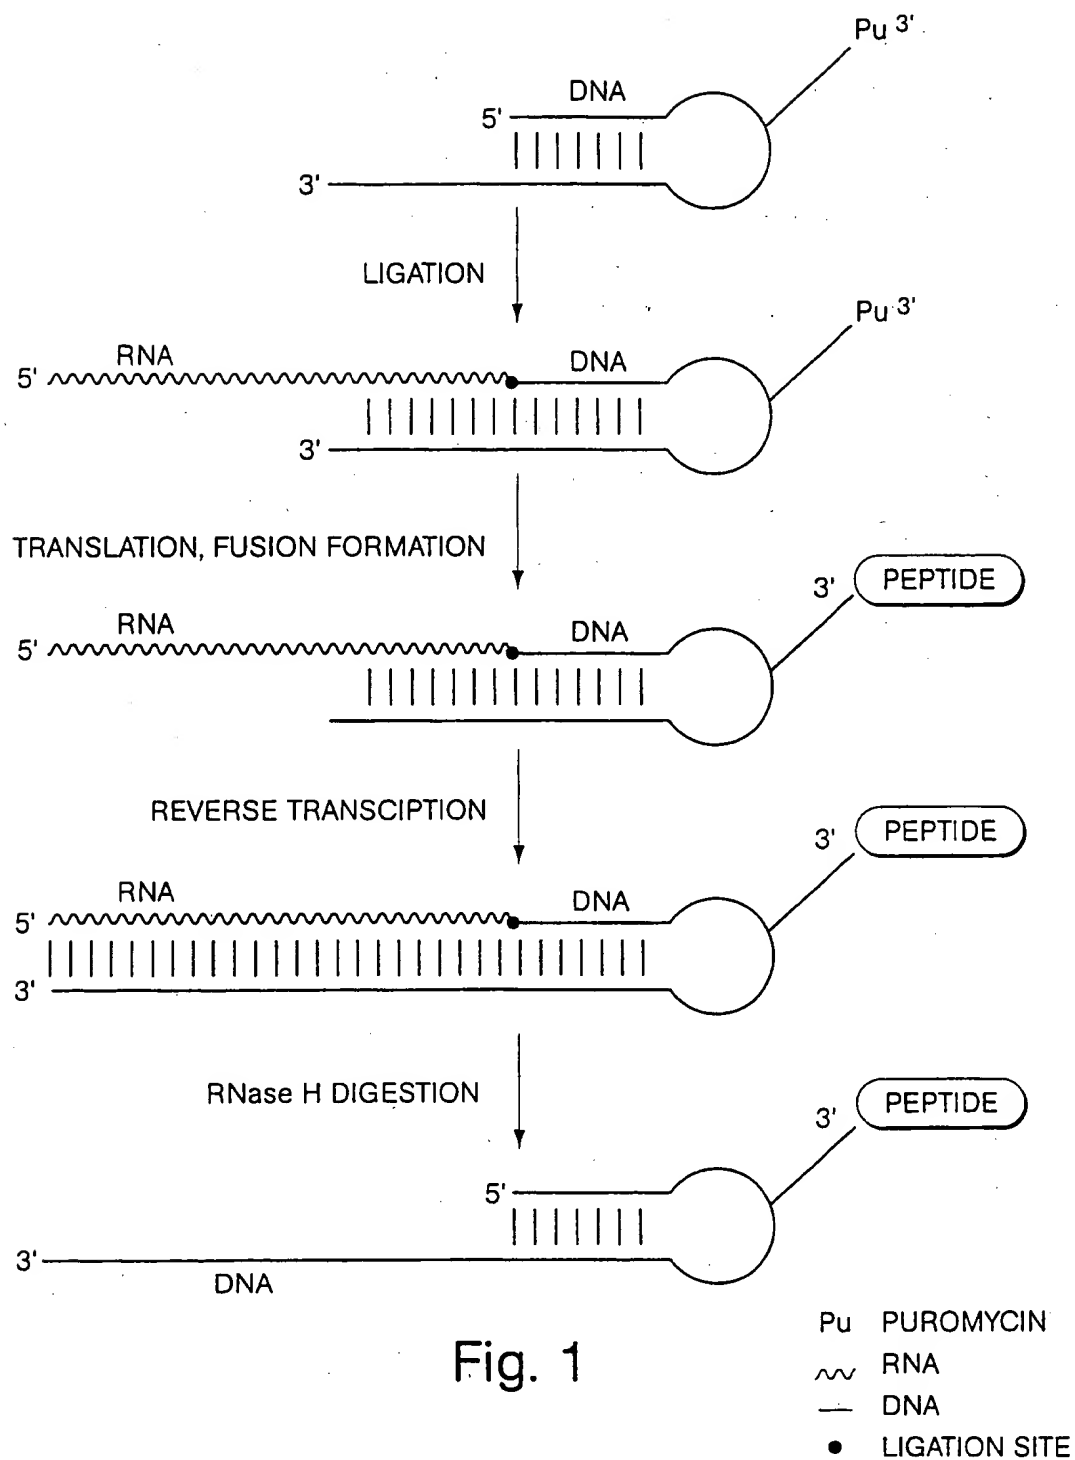 Pu 3'
DNA
5'
3'
LIGATION
Pu 3'
RNA
DNA
5'
3'
TRANSLATION, FUSION FORMATION
3' PEPTIDE
RNA
DNA
5'
REVERSE TRANSCIPTION
3' PEPTIDE
RNA
DNA
5'
3'
RNase H DIGESTION
3' PEPTIDE
5'
3'
DNA
Fig. 1
Pu PUROMYCIN
RNA
DNA
LIGATION SITE